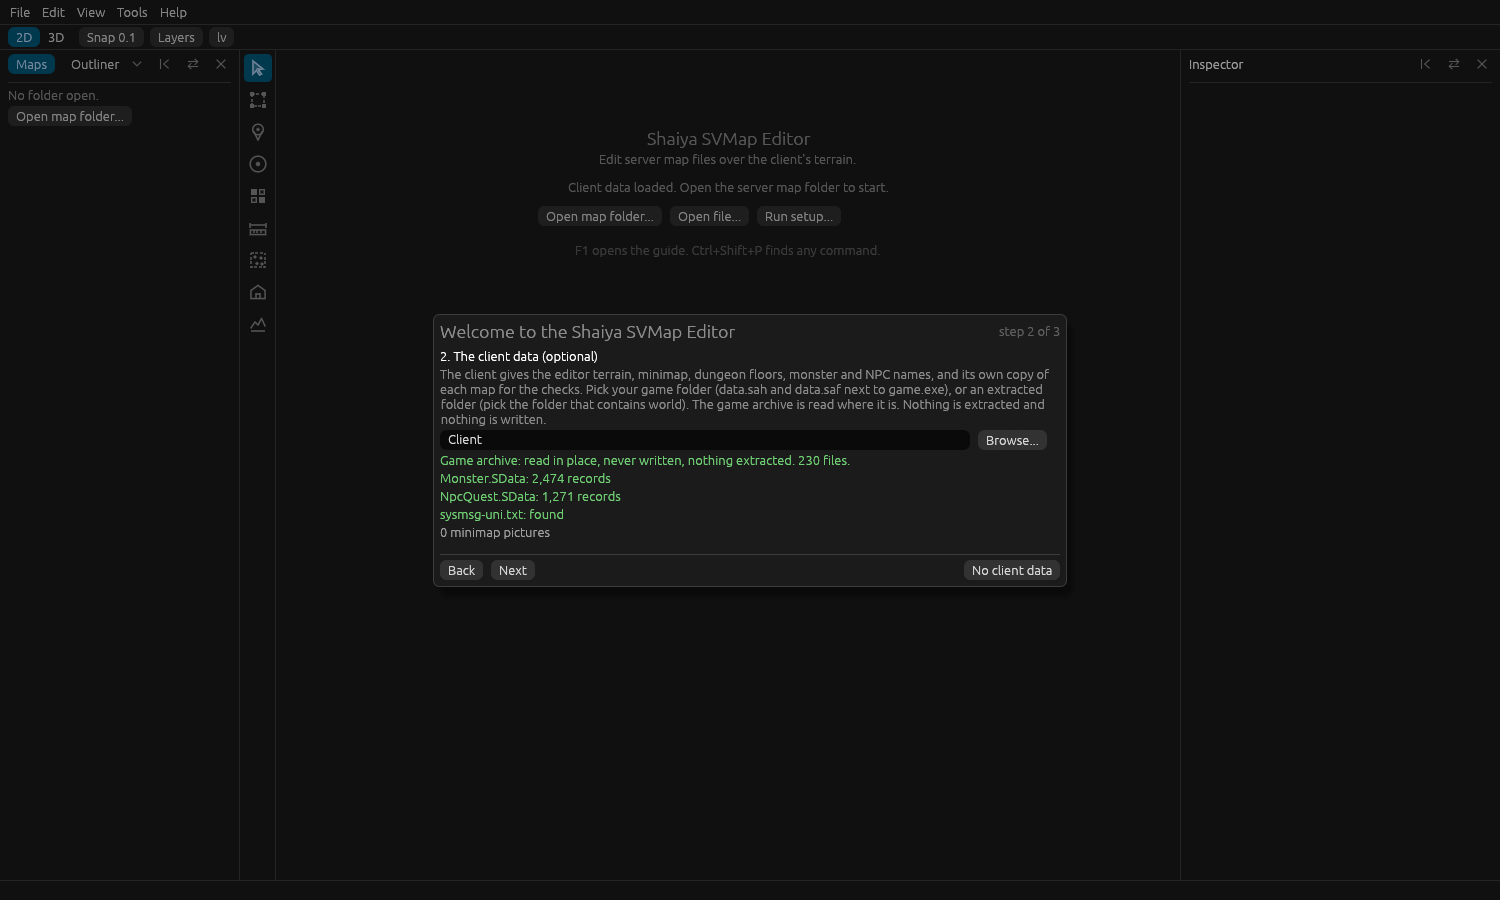 File Edit View Tools Help
2D 3D Snap 0.1 Layers lv
Maps Outliner
No folder open.
Open map folder...
Inspector
Shaiya SVMap Editor
Edit server map files over the client's terrain.
Client data loaded. Open the server map folder to start.
Open map folder... Open file... Run setup...
F1 opens the guide. Ctrl+Shift+P finds any command.
Welcome to the Shaiya SVMap Editor step 2 of 3
2. The client data (optional)
The client gives the editor terrain, minimap, dungeon floors, monster and NPC names, and its own copy of
each map for the checks. Pick your game folder (data.sah and data.saf next to game.exe), or an extracted
folder (pick the folder that contains world). The game archive is read where it is. Nothing is extracted and
nothing is written.
Client Browse...
Game archive: read in place, never written, nothing extracted. 230 files.
Monster.SData: 2,474 records
NpcQuest.SData: 1,271 records
sysmsg-uni.txt: found
0 minimap pictures
Back Next No client data